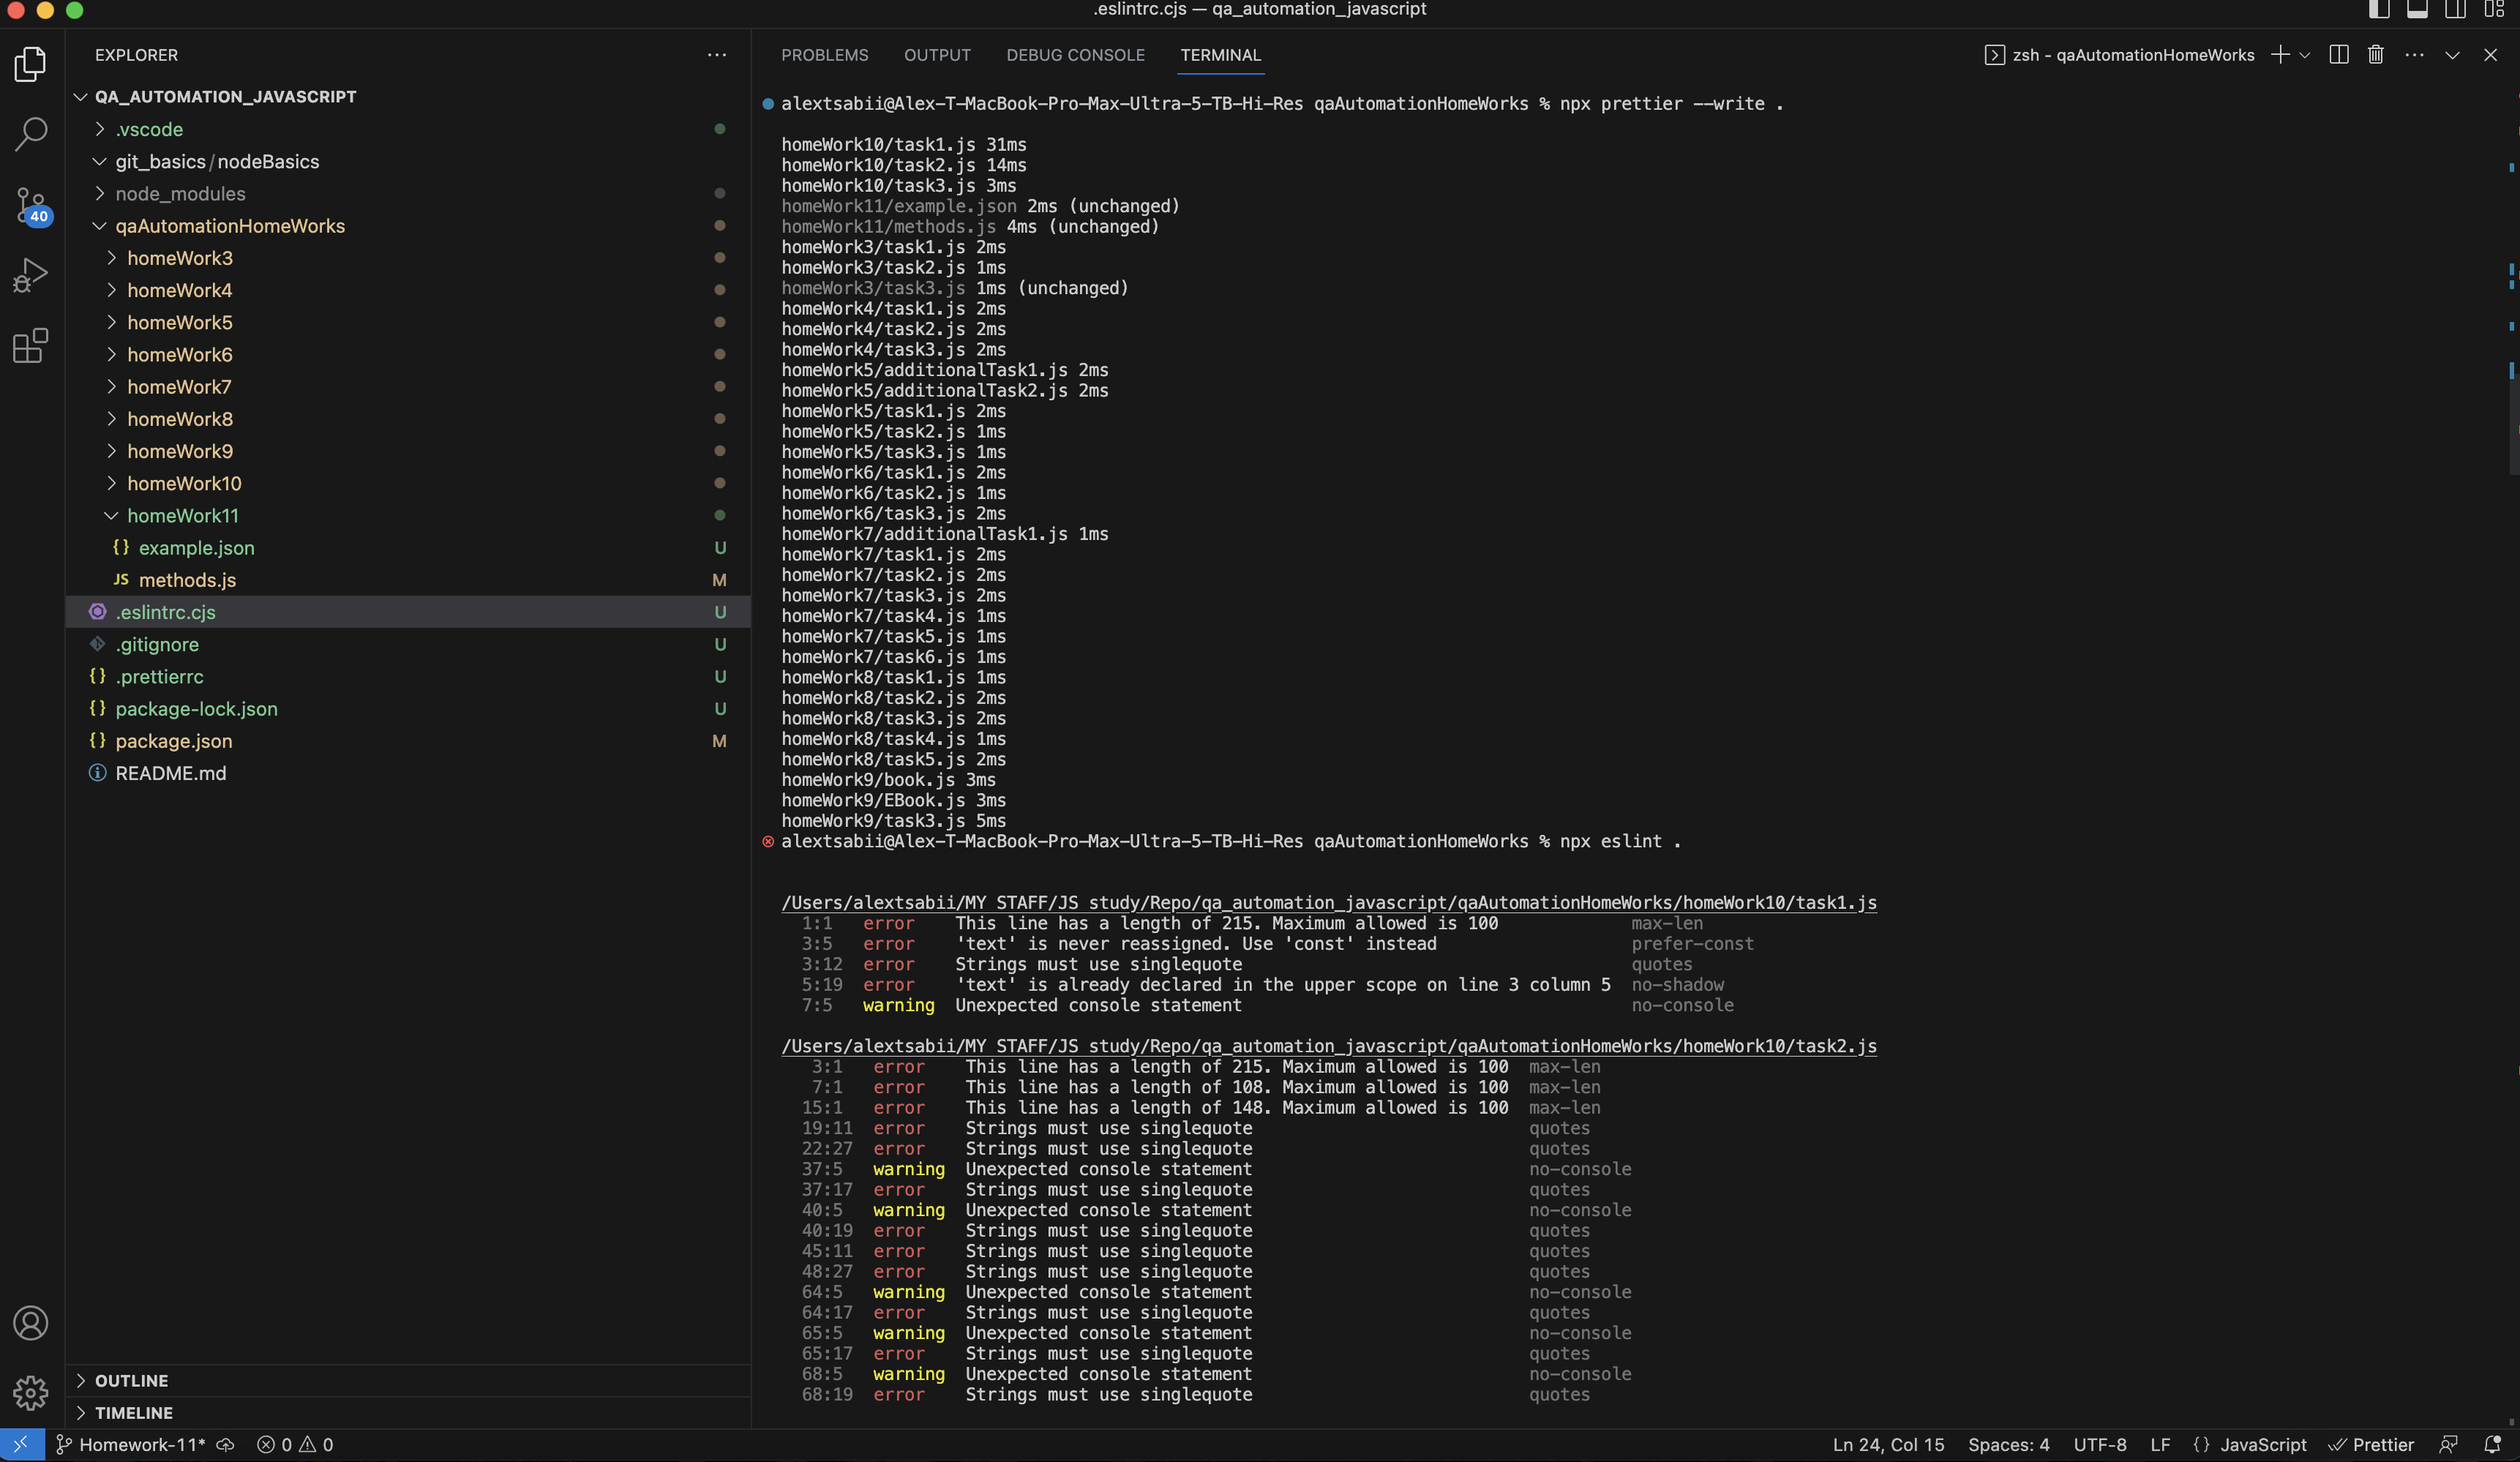 .eslintrc.cjs — qa_automation_javascript
EXPLORER
QA_AUTOMATION_JAVASCRIPT
.vscode
git_basics / nodeBasics
node_modules
qaAutomationHomeWorks
homeWork3
homeWork4
homeWork5
homeWork6
homeWork7
homeWork8
homeWork9
homeWork10
homeWork11
{} example.json U
JS methods.js M
.eslintrc.cjs U
.gitignore U
{} .prettierrc U
{} package-lock.json U
{} package.json M
README.md
40
OUTLINE
TIMELINE
PROBLEMS OUTPUT DEBUG CONSOLE TERMINAL
zsh - qaAutomationHomeWorks
alextsabii@Alex-T-MacBook-Pro-Max-Ultra-5-TB-Hi-Res qaAutomationHomeWorks % npx prettier --write .
homeWork10/task1.js 31ms
homeWork10/task2.js 14ms
homeWork10/task3.js 3ms
homeWork11/example.json 2ms (unchanged)
homeWork11/methods.js 4ms (unchanged)
homeWork3/task1.js 2ms
homeWork3/task2.js 1ms
homeWork3/task3.js 1ms (unchanged)
homeWork4/task1.js 2ms
homeWork4/task2.js 2ms
homeWork4/task3.js 2ms
homeWork5/additionalTask1.js 2ms
homeWork5/additionalTask2.js 2ms
homeWork5/task1.js 2ms
homeWork5/task2.js 1ms
homeWork5/task3.js 1ms
homeWork6/task1.js 2ms
homeWork6/task2.js 1ms
homeWork6/task3.js 2ms
homeWork7/additionalTask1.js 1ms
homeWork7/task1.js 2ms
homeWork7/task2.js 2ms
homeWork7/task3.js 2ms
homeWork7/task4.js 1ms
homeWork7/task5.js 1ms
homeWork7/task6.js 1ms
homeWork8/task1.js 1ms
homeWork8/task2.js 2ms
homeWork8/task3.js 2ms
homeWork8/task4.js 1ms
homeWork8/task5.js 2ms
homeWork9/book.js 3ms
homeWork9/EBook.js 3ms
homeWork9/task3.js 5ms
alextsabii@Alex-T-MacBook-Pro-Max-Ultra-5-TB-Hi-Res qaAutomationHomeWorks % npx eslint .
/Users/alextsabii/MY STAFF/JS study/Repo/qa_automation_javascript/qaAutomationHomeWorks/homeWork10/task1.js
1:1 error This line has a length of 215. Maximum allowed is 100 max-len
3:5 error 'text' is never reassigned. Use 'const' instead prefer-const
3:12 error Strings must use singlequote quotes
5:19 error 'text' is already declared in the upper scope on line 3 column 5 no-shadow
7:5 warning Unexpected console statement no-console
/Users/alextsabii/MY STAFF/JS study/Repo/qa_automation_javascript/qaAutomationHomeWorks/homeWork10/task2.js
3:1 error This line has a length of 215. Maximum allowed is 100 max-len
7:1 error This line has a length of 108. Maximum allowed is 100 max-len
15:1 error This line has a length of 148. Maximum allowed is 100 max-len
19:11 error Strings must use singlequote quotes
22:27 error Strings must use singlequote quotes
37:5 warning Unexpected console statement no-console
37:17 error Strings must use singlequote quotes
40:5 warning Unexpected console statement no-console
40:19 error Strings must use singlequote quotes
45:11 error Strings must use singlequote quotes
48:27 error Strings must use singlequote quotes
64:5 warning Unexpected console statement no-console
64:17 error Strings must use singlequote quotes
65:5 warning Unexpected console statement no-console
65:17 error Strings must use singlequote quotes
68:5 warning Unexpected console statement no-console
68:19 error Strings must use singlequote quotes
Homework-11* 0 0
Ln 24, Col 15 Spaces: 4 UTF-8 LF {} JavaScript Prettier